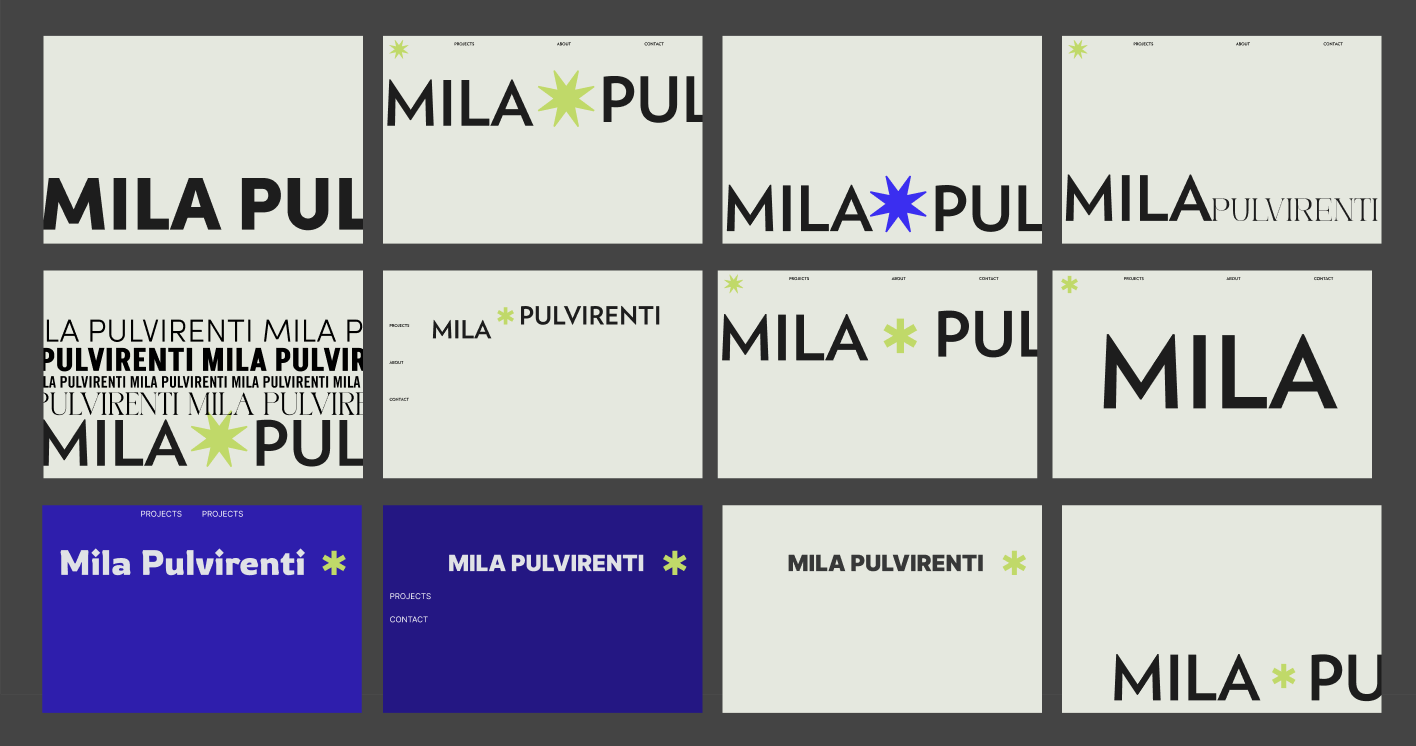 PROJECTS ABOUT CONTACT
PROJECTS ABOUT CONTACT
MILA PUL
MILA PUL
MILA PUL
MILA PULVIRENTI
LA PULVIRENTI MILA P
PULVIRENTI MILA PULVIR
LA PULVIRENTI MILA PULVIRENTI MILA PULVIRENTI MILA
PULVIRENTI MILA PULVIRE
MILA PUL
PROJECTS
ABOUT
CONTACT
MILA PULVIRENTI
PROJECTS ABOUT CONTACT
MILA PUL
PROJECTS ABOUT CONTACT
MILA
PROJECTS PROJECTS
Mila Pulvirenti
MILA PULVIRENTI
PROJECTS
CONTACT
MILA PULVIRENTI
MILA PU